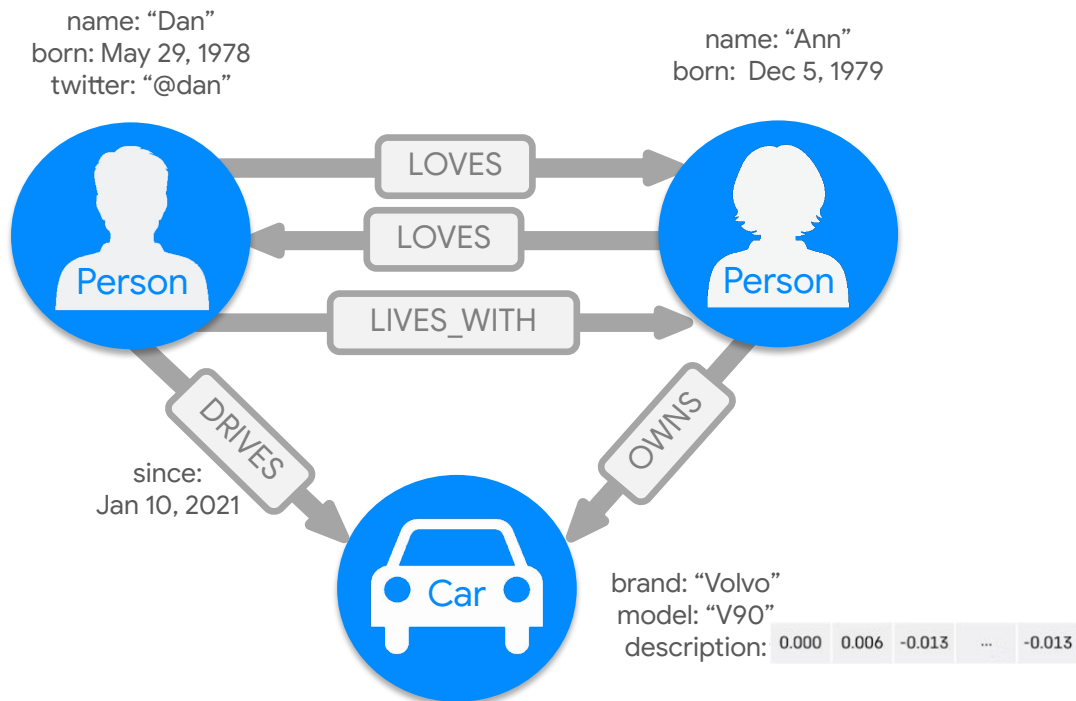 name: “Dan”
born: May 29, 1978
twitter: “@dan”
name: “Ann”
born: Dec 5, 1979
LOVES
LOVES
Person
Person
LIVES_WITH
DRIVES
OWNS
since:
Jan 10, 2021
Car
brand: “Volvo”
model: “V90”
description: 0.000 0.006 -0.013 ... -0.013